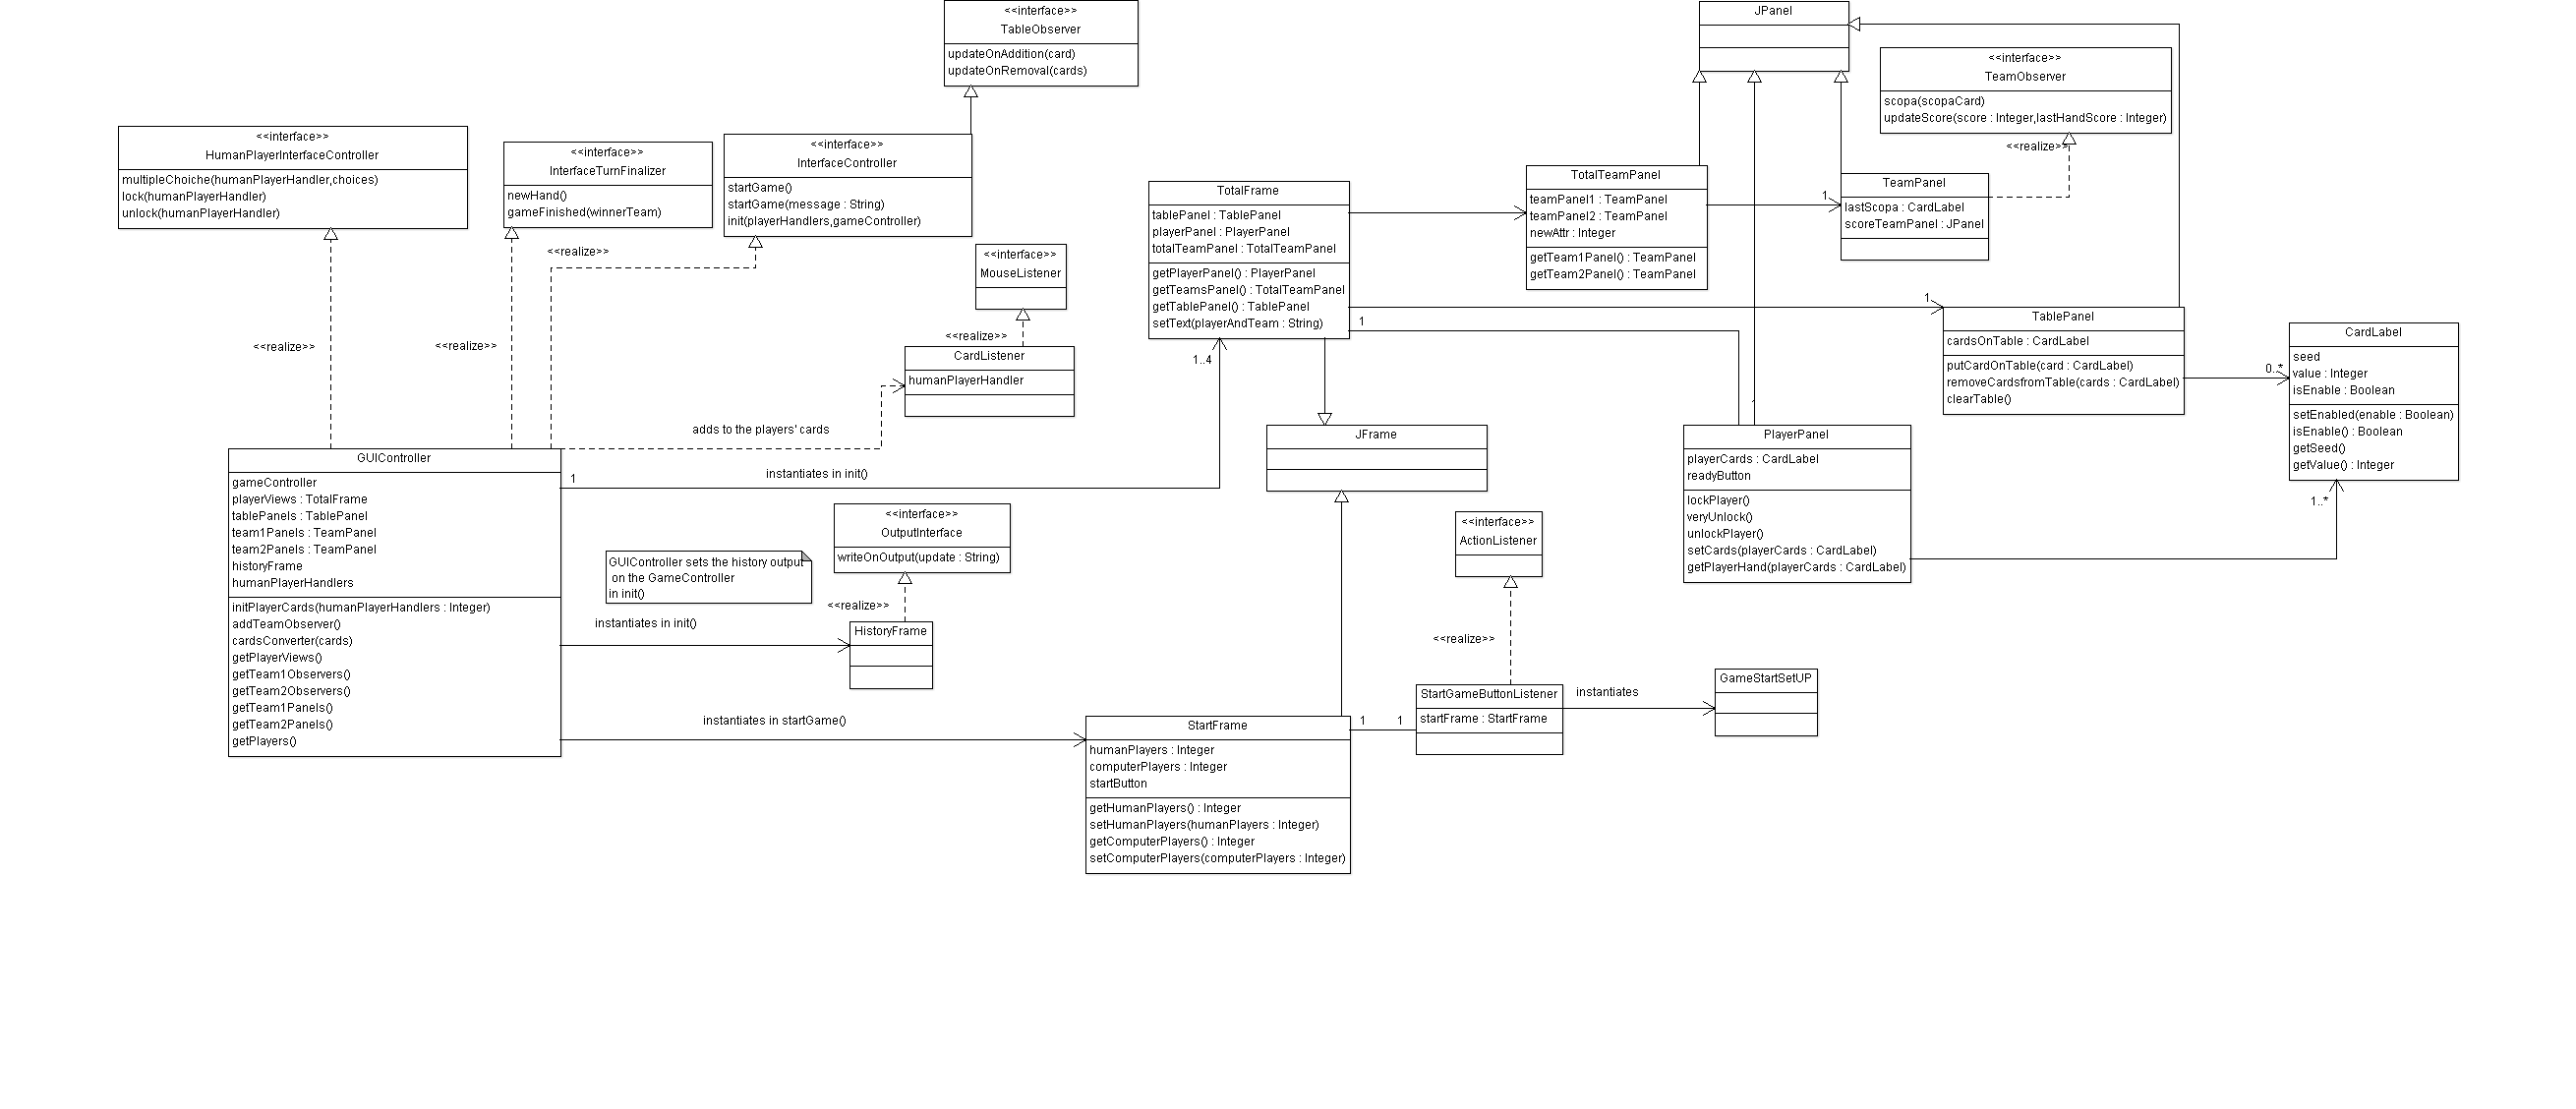 <<interface>>
TableObserver
updateOnAddition(card)
updateOnRemoval(cards)
JPanel
<<interface>>
TeamObserver
scopa(scopaCard)
updateScore(score : Integer,lastHandScore : Integer)
<<realize>>
<<interface>>
HumanPlayerInterfaceController
multipleChoiche(humanPlayerHandler,choices)
lock(humanPlayerHandler)
unlock(humanPlayerHandler)
<<interface>>
InterfaceTurnFinalizer
newHand()
gameFinished(winnerTeam)
<<interface>>
InterfaceController
startGame()
startGame(message : String)
init(playerHandlers,gameController)
<<realize>>
<<realize>>
<<realize>>
<<interface>>
MouseListener
<<realize>>
CardListener
humanPlayerHandler
adds to the players' cards
TotalFrame
tablePanel : TablePanel
playerPanel : PlayerPanel
totalTeamPanel : TotalTeamPanel
getPlayerPanel() : PlayerPanel
getTeamsPanel() : TotalTeamPanel
getTablePanel() : TablePanel
setText(playerAndTeam : String)
1
1..4
TotalTeamPanel
teamPanel1 : TeamPanel
teamPanel2 : TeamPanel
newAttr : Integer
getTeam1Panel() : TeamPanel
getTeam2Panel() : TeamPanel
1
TeamPanel
lastScopa : CardLabel
scoreTeamPanel : JPanel
1
TablePanel
cardsOnTable : CardLabel
putCardOnTable(card : CardLabel)
removeCardsfromTable(cards : CardLabel)
clearTable()
0..*
CardLabel
seed
value : Integer
isEnable : Boolean
setEnabled(enable : Boolean)
isEnable() : Boolean
getSeed()
getValue() : Integer
1..*
JFrame
PlayerPanel
playerCards : CardLabel
readyButton
lockPlayer()
veryUnlock()
unlockPlayer()
setCards(playerCards : CardLabel)
getPlayerHand(playerCards : CardLabel)
GUIController
gameController
playerViews : TotalFrame
tablePanels : TablePanel
team1Panels : TeamPanel
team2Panels : TeamPanel
historyFrame
humanPlayerHandlers
initPlayerCards(humanPlayerHandlers : Integer)
addTeamObserver()
cardsConverter(cards)
getPlayerViews()
getTeam1Observers()
getTeam2Observers()
getTeam1Panels()
getTeam2Panels()
getPlayers()
1
instantiates in init()
<<interface>>
OutputInterface
writeOnOutput(update : String)
GUIController sets the history output
on the GameController
in init()
<<realize>>
instantiates in init()
HistoryFrame
<<interface>>
ActionListener
<<realize>>
instantiates in startGame()
StartFrame
humanPlayers : Integer
computerPlayers : Integer
startButton
getHumanPlayers() : Integer
setHumanPlayers(humanPlayers : Integer)
getComputerPlayers() : Integer
setComputerPlayers(computerPlayers : Integer)
1
1
StartGameButtonListener
startFrame : StartFrame
instantiates
GameStartSetUP